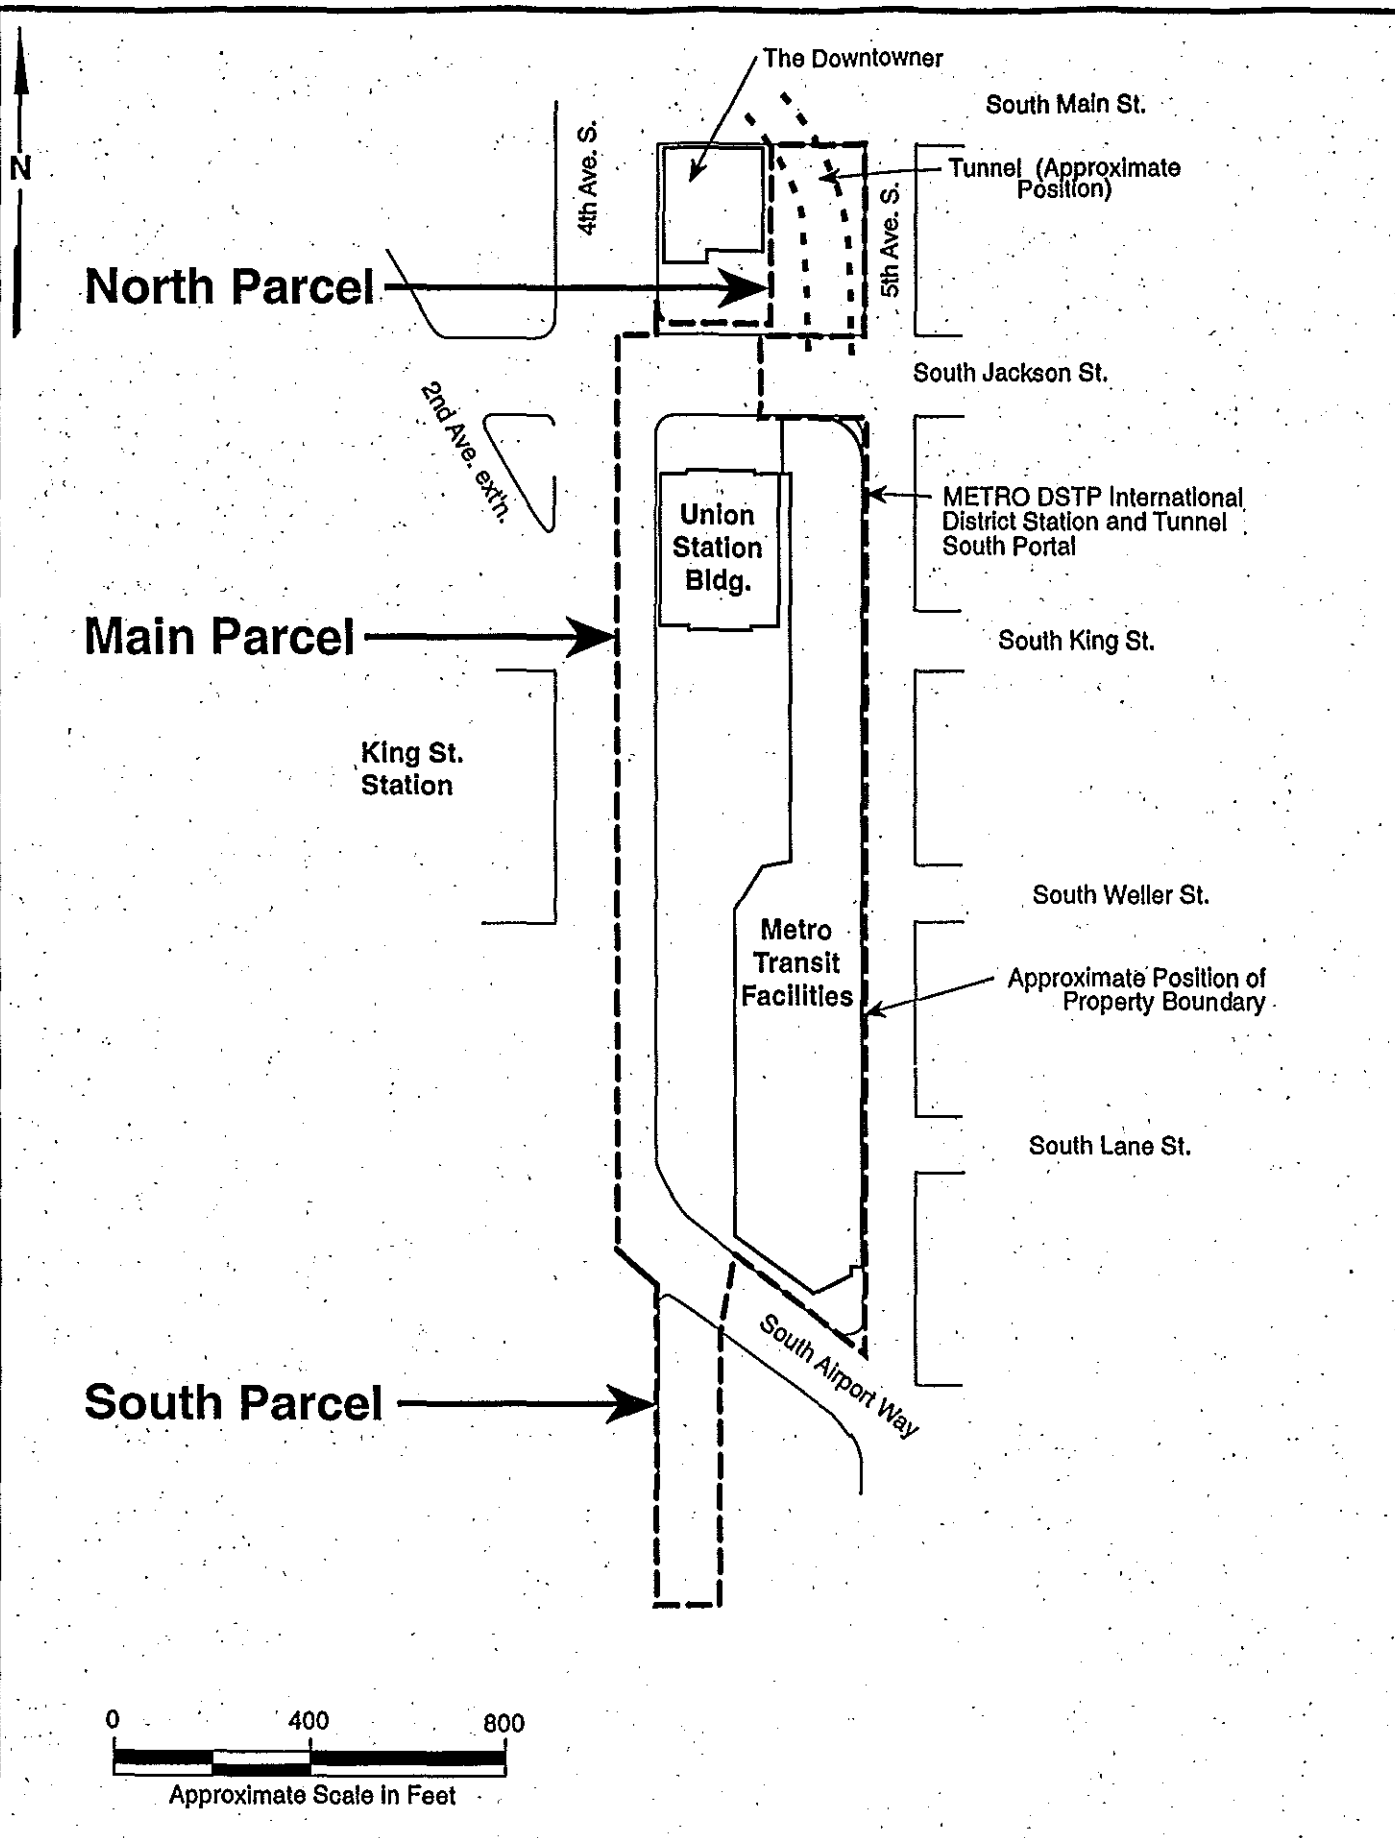 The Downtowner
South Main St.
4th Ave. S.
N
Tunnel (Approximate
Position)
5th Ave. S.
North Parcel
South Jackson St.
2nd Ave. ext'n.
METRO DSTP International
District Station and Tunnel
South Portal
Union
Station
Bldg.
Main Parcel
South King St.
King St.
Station
South Weller St.
Metro
Transit
Facilities
Approximate Position of
Property Boundary
South Lane St.
South Airport Way
South Parcel
0 400 800
Approximate Scale in Feet